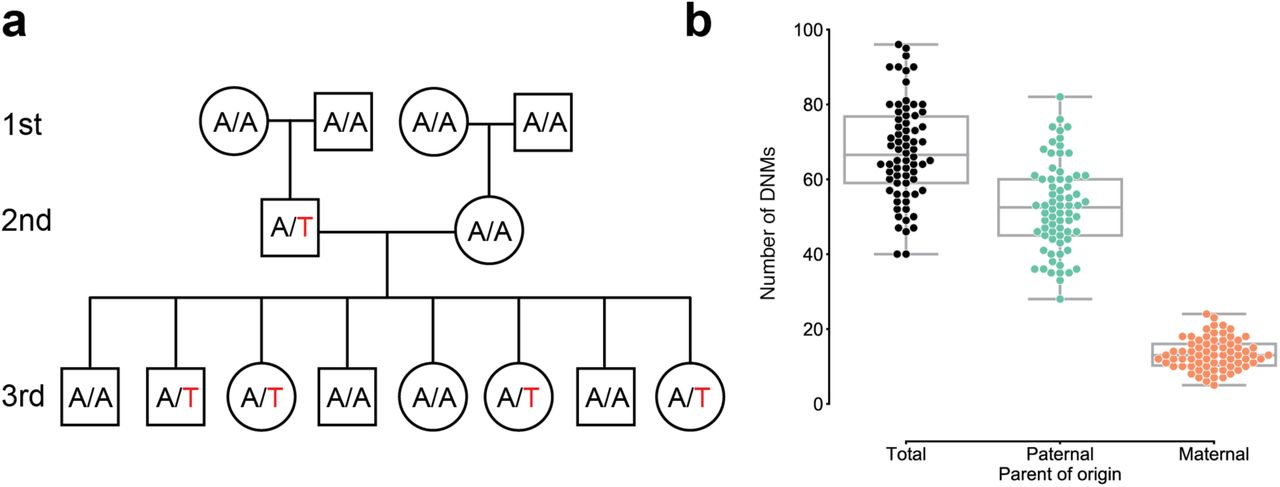 a
1st
A/A A/A A/A A/A
2nd
A/T A/A
3rd
A/A A/T A/T A/A A/A A/T A/A A/T
b
Number of DNMs
100
80
60
40
20
0
Total Paternal Maternal
Parent of origin